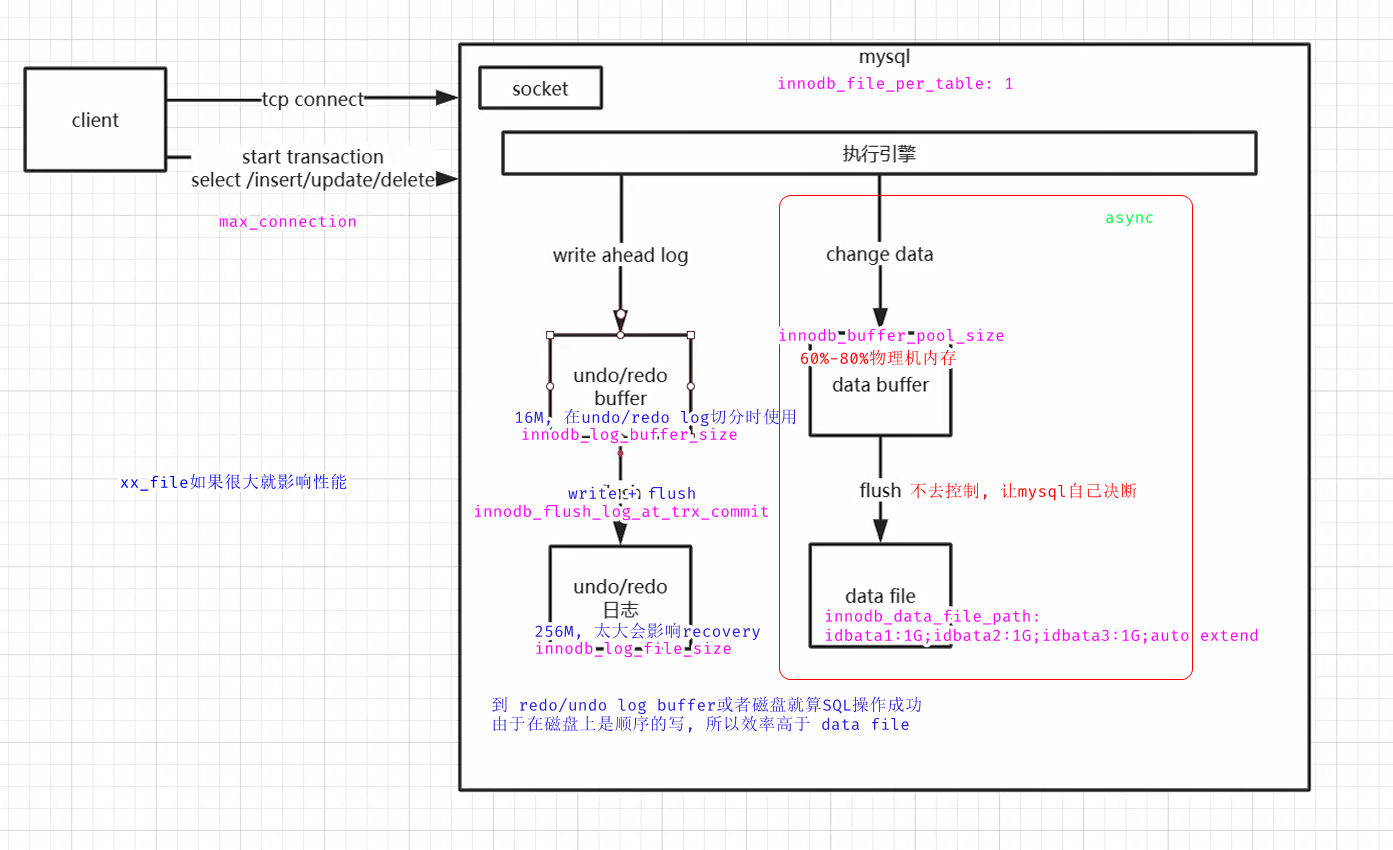 mysql
innodb_file_per_table: 1
socket
client
tcp connect
执行引擎
start transaction
select /insert/update/delete
max_connection
async
write ahead log
change data
innodb_buffer_pool_size
60%-80%物理机内存
data buffer
undo/redo
buffer
16M, 在undo/redo log切分时使用
innodb_log_buffer_size
xx_file如果很大就影响性能
write + flush
innodb_flush_log_at_trx_commit
flush
不去控制, 让mysql自己决断
undo/redo
日志
256M, 太大会影响recovery
innodb_log_file_size
data file
innodb_data_file_path:
idbata1:1G;idbata2:1G;idbata3:1G;auto extend
到 redo/undo log buffer或者磁盘就算SQL操作成功
由于在磁盘上是顺序的写, 所以效率高于 data file